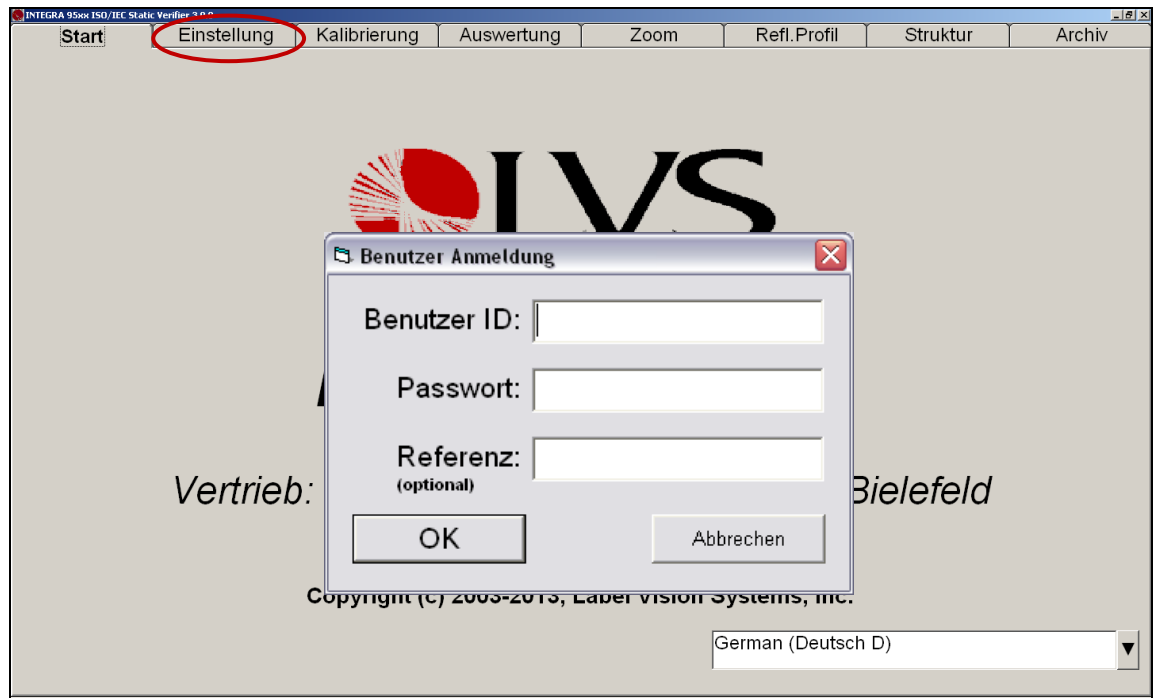 INTEGRA 95xx ISO/IEC Static Verifier
Start Einstellung Kalibrierung Auswertung Zoom Refl.Profil Struktur Archiv
LVS
Benutzer Anmeldung
Benutzer ID:
Passwort:
Referenz:
(optional)
Vertrieb: Bielefeld
OK Abbrechen
Copyright (c) 2003-2013, Label Vision Systems, Inc.
German (Deutsch D)